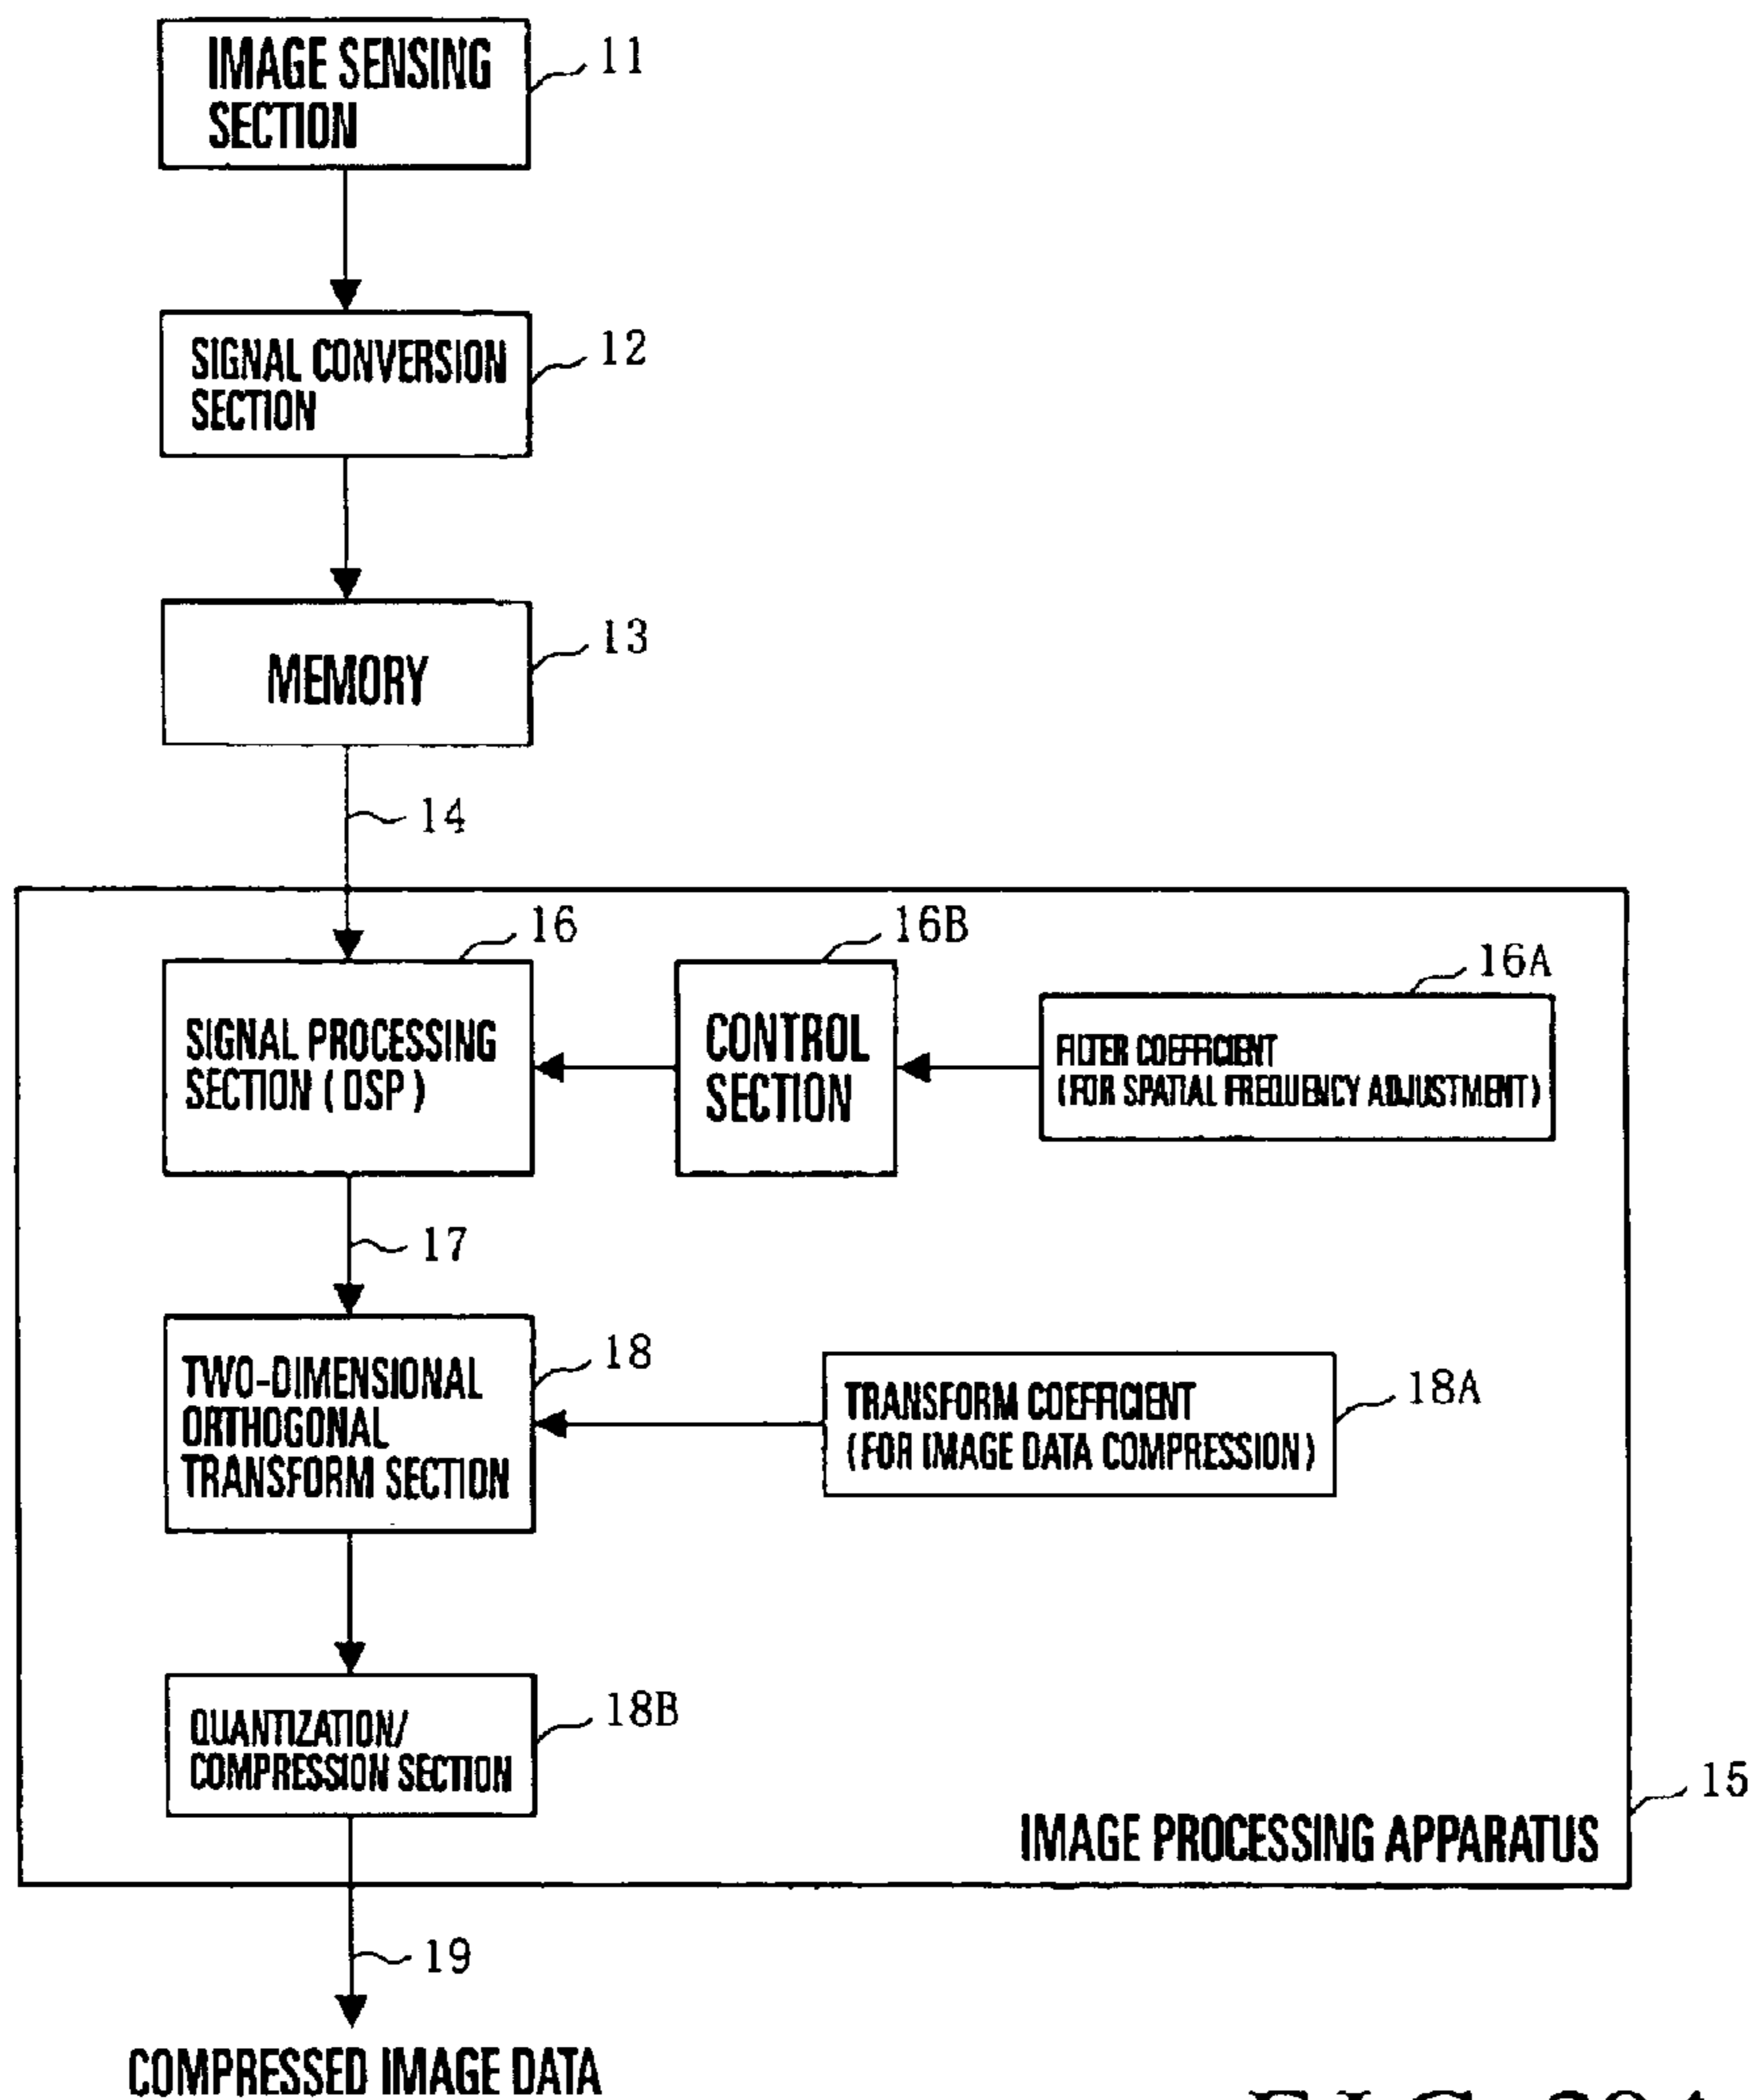 IMAGE SENSING
SECTION
11
SIGNAL CONVERSION
SECTION
12
MEMORY
13
14
16
16B
16A
SIGNAL PROCESSING
SECTION (DSP)
CONTROL
SECTION
FILTER COEFFICIENT
(FOR SPATIAL FREQUENCY ADJUSTMENT)
17
TWO-DIMENSIONAL
ORTHOGONAL
TRANSFORM SECTION
18
TRANSFORM COEFFICIENT
(FOR IMAGE DATA COMPRESSION)
18A
QUANTIZATION/
COMPRESSION SECTION
18B
15
IMAGE PROCESSING APPARATUS
19
COMPRESSED IMAGE DATA